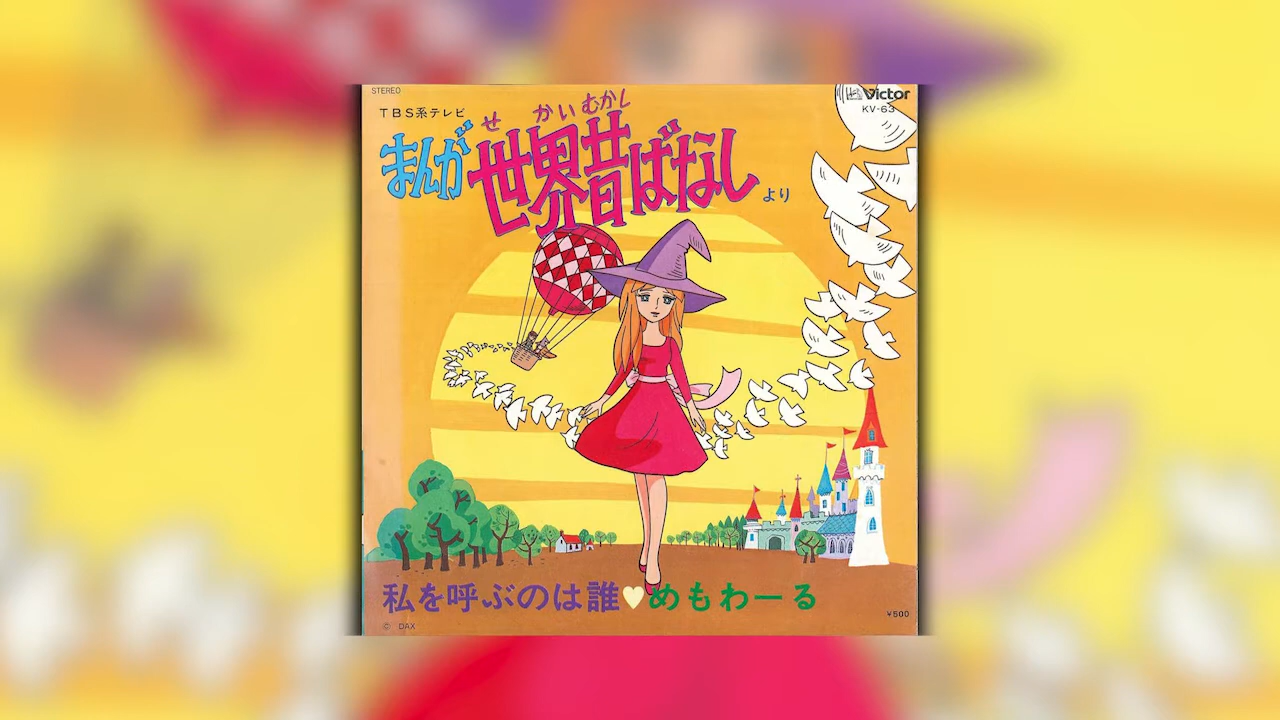 STEREO
Victor
KV-63
TBS系テレビ
せかいむかし
まんが世界昔ばなしより
私を呼ぶのは誰♥めもわーる
¥500
© DAX